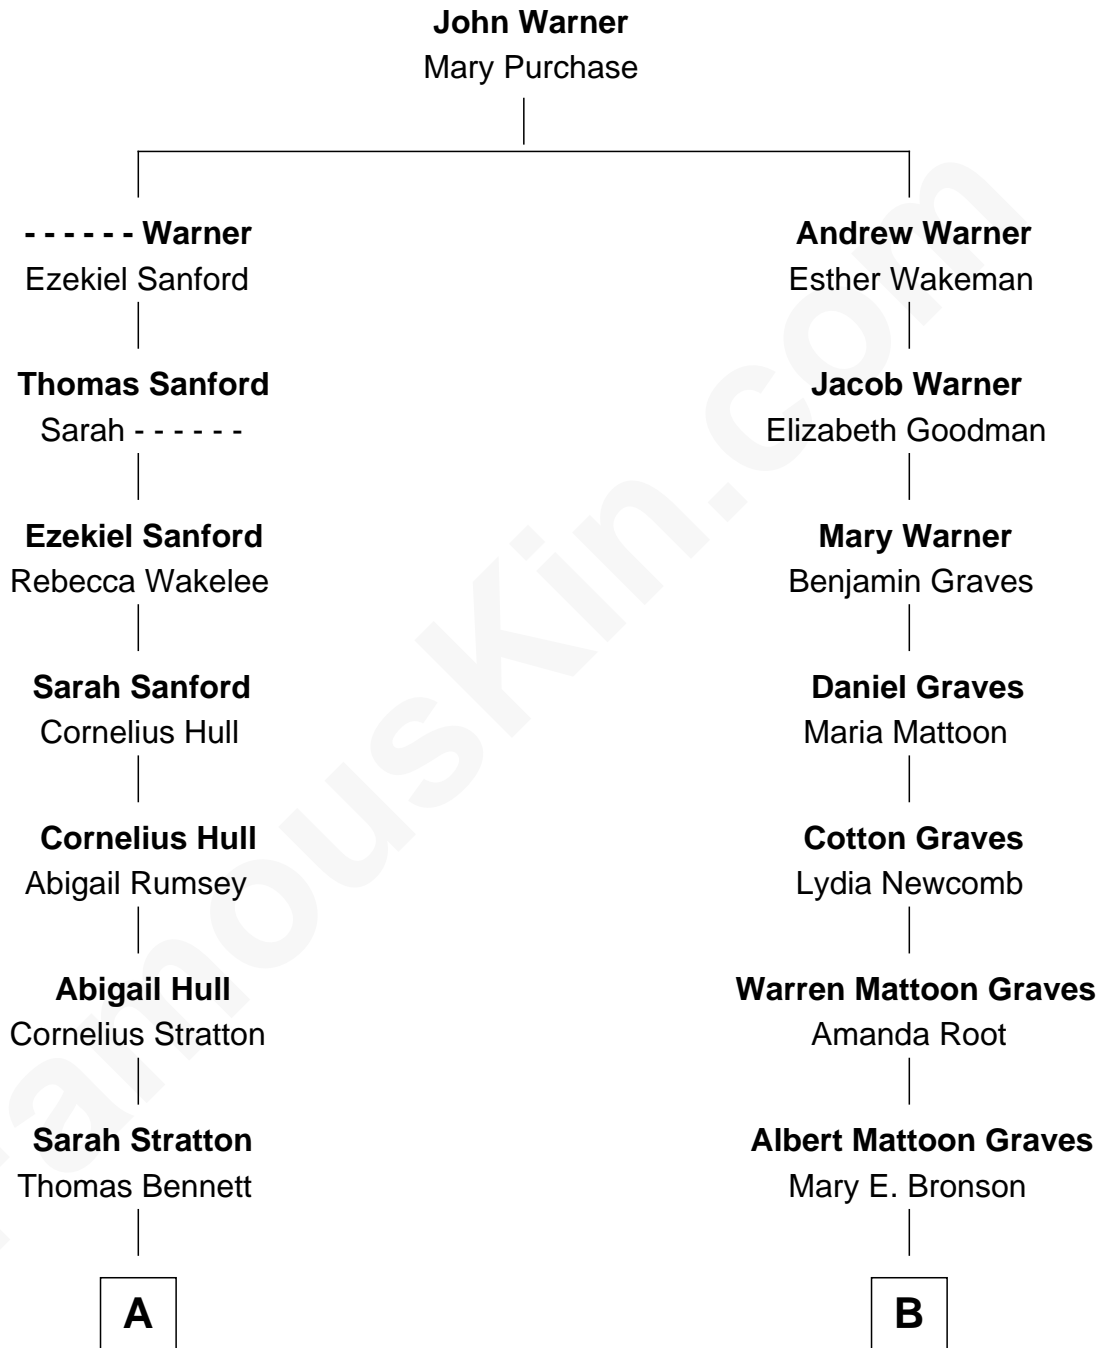 John Warner
Mary Purchase
- - - - - - Warner
Ezekiel Sanford
Andrew Warner
Esther Wakeman
Thomas Sanford
Sarah - - - - - -
Jacob Warner
Elizabeth Goodman
Ezekiel Sanford
Rebecca Wakelee
Mary Warner
Benjamin Graves
Sarah Sanford
Cornelius Hull
Daniel Graves
Maria Mattoon
Cornelius Hull
Abigail Rumsey
Cotton Graves
Lydia Newcomb
Abigail Hull
Cornelius Stratton
Warren Mattoon Graves
Amanda Root
Sarah Stratton
Thomas Bennett
Albert Mattoon Graves
Mary E. Bronson
A
B
FamousKin.com